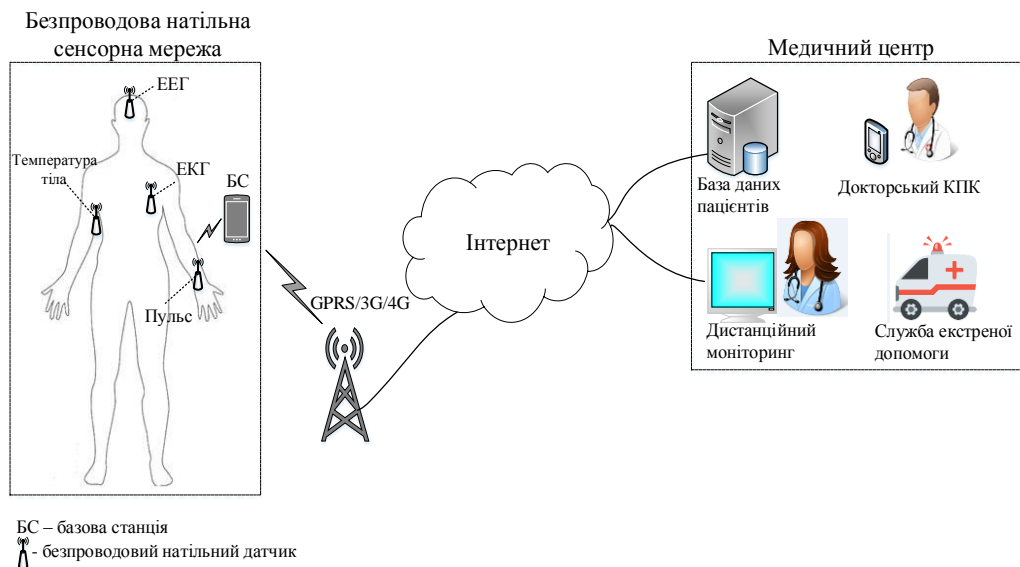 Безпроводова натільна
сенсорна мережа
ЕЕГ
Температура
тіла
ЕКГ
БС
Пульс
GPRS/3G/4G
Інтернет
Медичний центр
База даних
пацієнтів
Докторський КПК
Дистанційний
моніторинг
Служба екстреної
допомоги
БС – базова станція
- безпроводовий натільний датчик